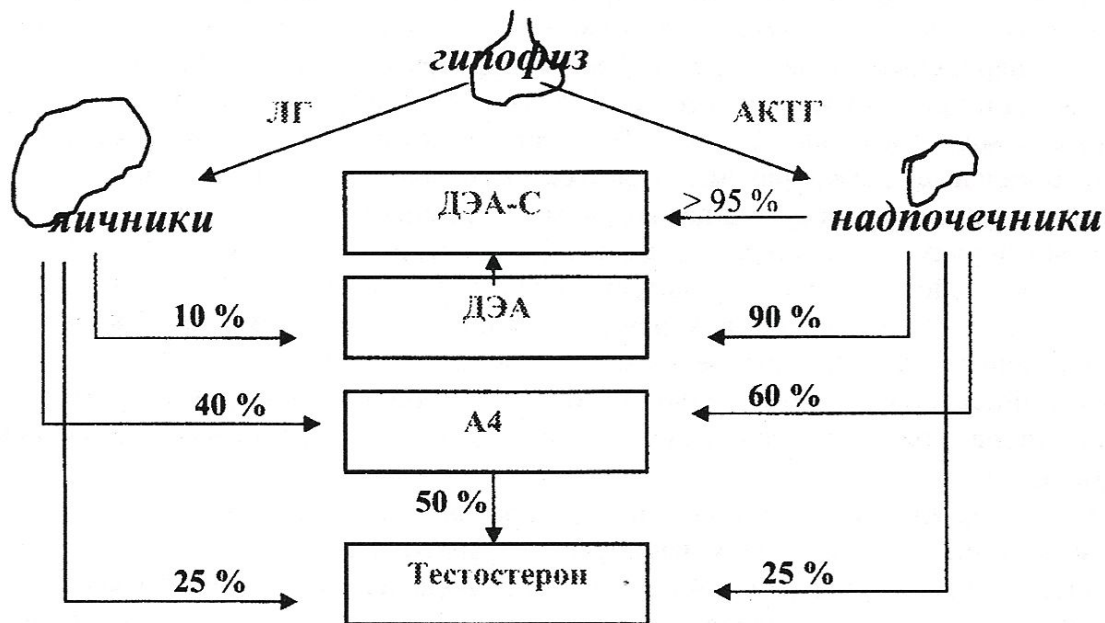 гипофиз
ЛГ
АКТГ
ДЭА-С
> 95 %
яичники
надпочечники
ДЭА
10 %
90 %
40 %
А4
60 %
50 %
Тестостерон
25 %
25 %